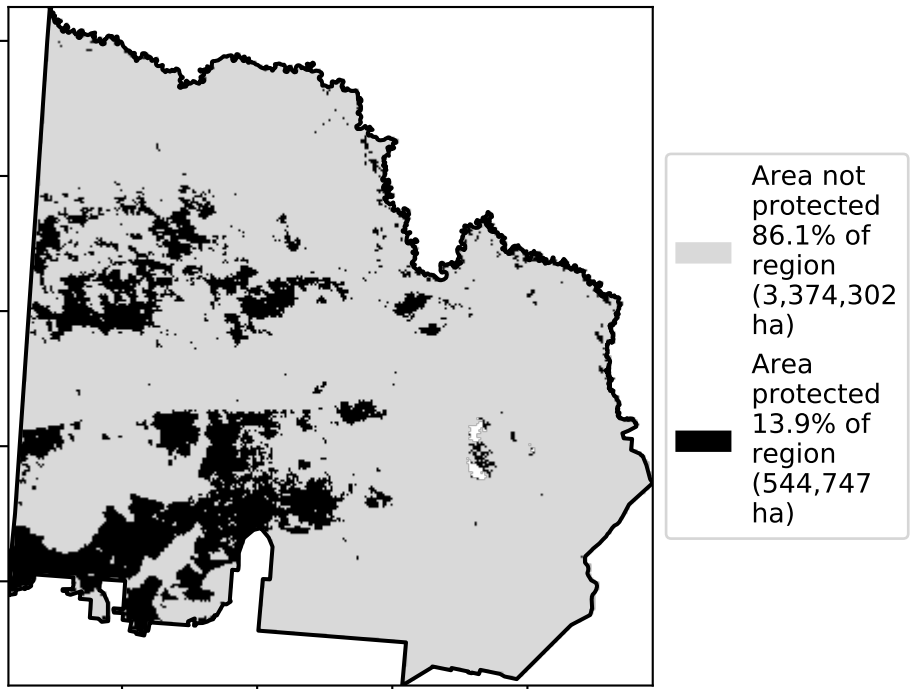 Area not
protected
86.1% of
region
(3,374,302
ha)
Area
protected
13.9% of
region
(544,747
ha)